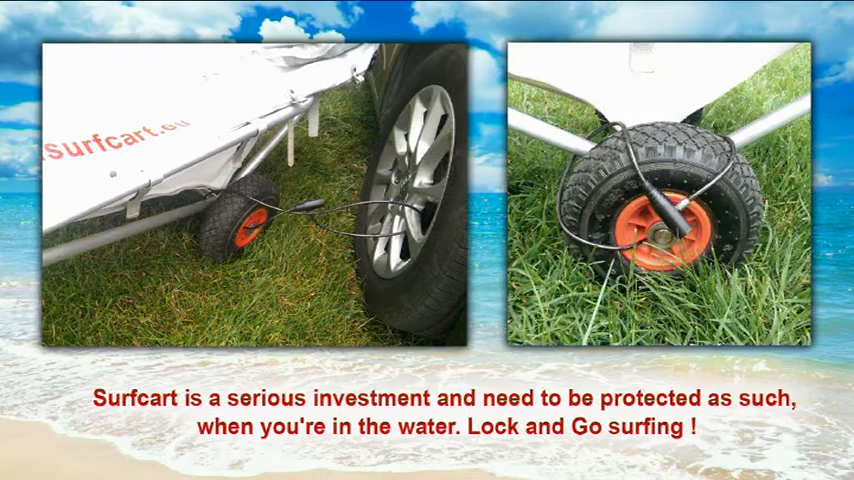 surfcart.eu
Surfcart is a serious investment and need to be protected as such,
when you're in the water. Lock and Go surfing !